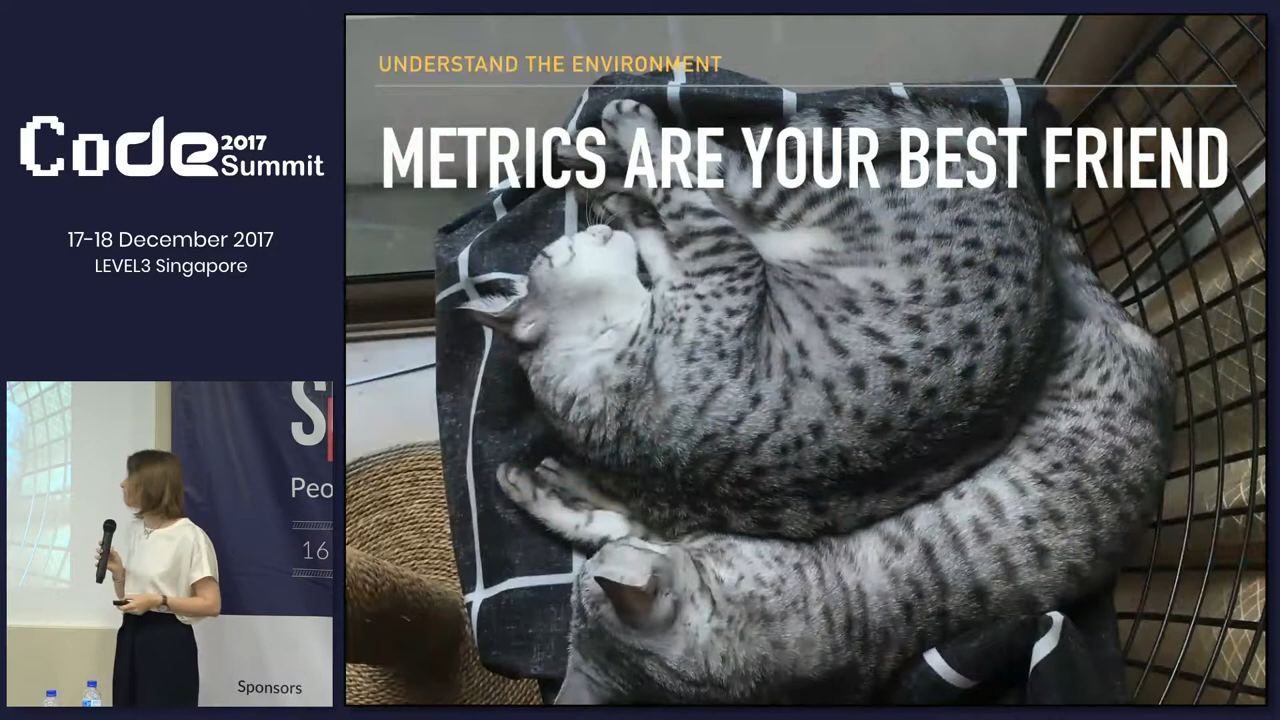 Code 2017
Summit
17-18 December 2017
LEVEL3 Singapore
UNDERSTAND THE ENVIRONMENT
METRICS ARE YOUR BEST FRIEND
Peo
16
Sponsors